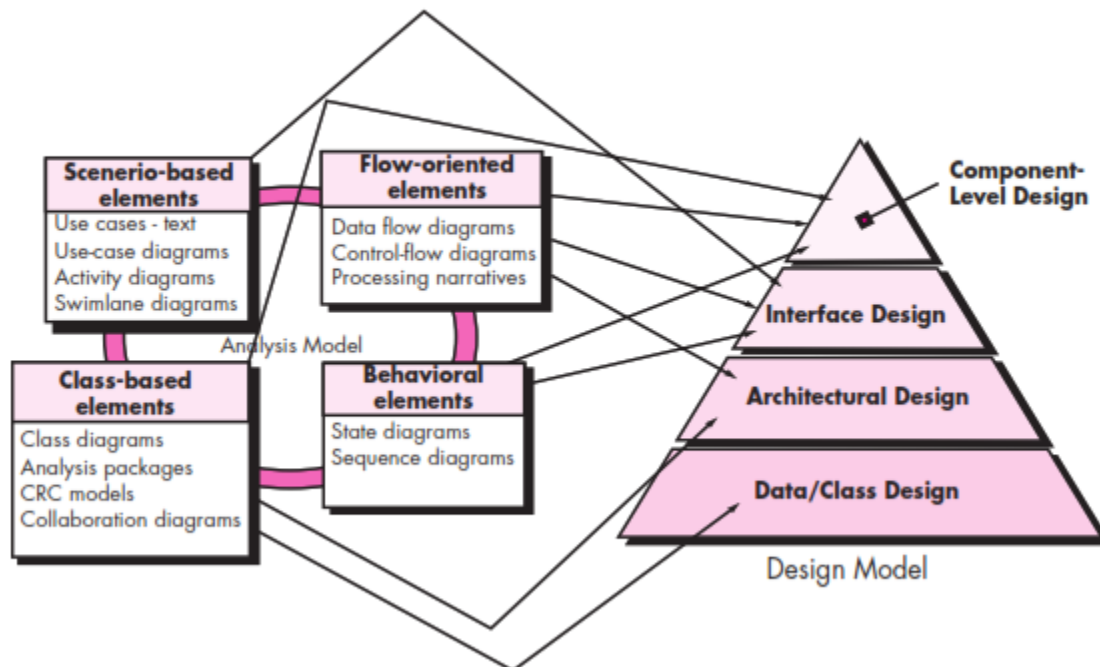 Scenerio-based
elements
Use cases - text
Use-case diagrams
Activity diagrams
Swimlane diagrams
Flow-oriented
elements
Data flow diagrams
Control-flow diagrams
Processing narratives
Analysis Model
Class-based
elements
Class diagrams
Analysis packages
CRC models
Collaboration diagrams
Behavioral
elements
State diagrams
Sequence diagrams
Component-
Level Design
Interface Design
Architectural Design
Data/Class Design
Design Model